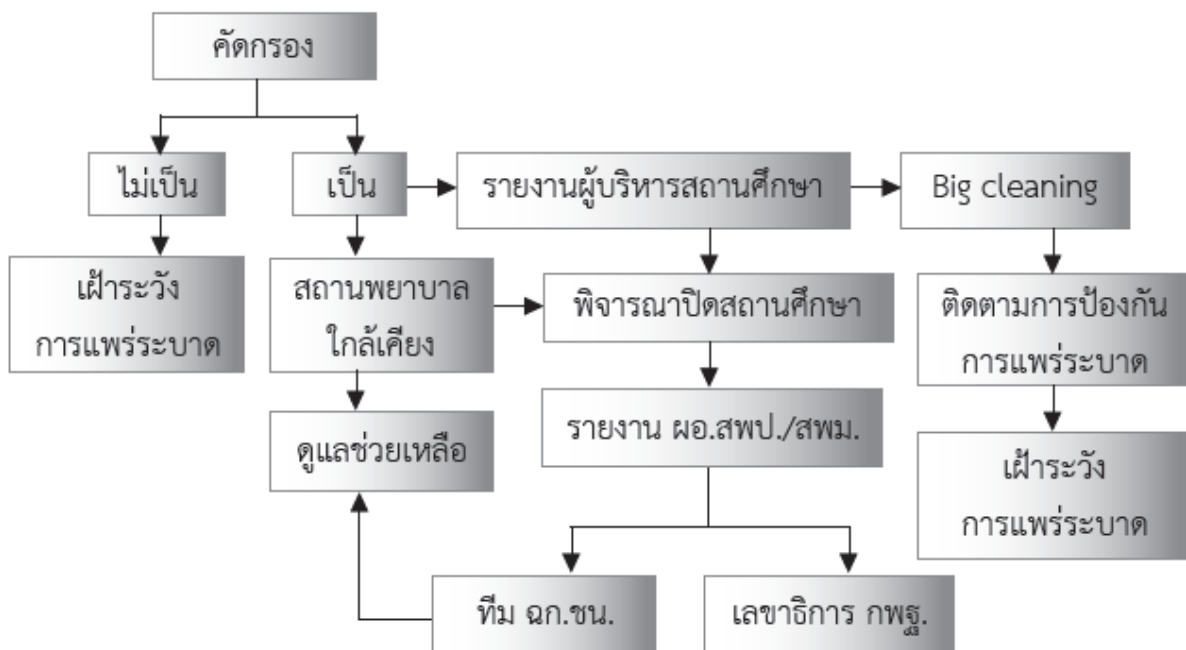 คัดกรอง
ไม่เป็น
เป็น
รายงานผู้บริหารสถานศึกษา
Big cleaning
เฝ้าระวัง
การแพร่ระบาด
สถานพยาบาล
ใกล้เคียง
พิจารณาปิดสถานศึกษา
ติดตามการป้องกัน
การแพร่ระบาด
ดูแลช่วยเหลือ
รายงาน ผอ.สพป./สพม.
เฝ้าระวัง
การแพร่ระบาด
ทีม ฉก.ชน.
เลขาธิการ กพฐ.